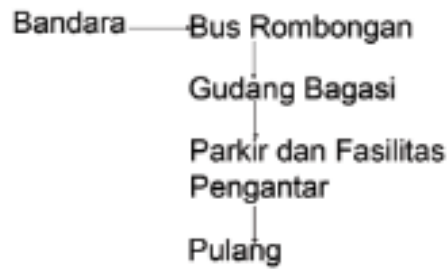 Bandara Bus Rombongan
Gudang Bagasi
Parkir dan Fasilitas
Pengantar
Pulang